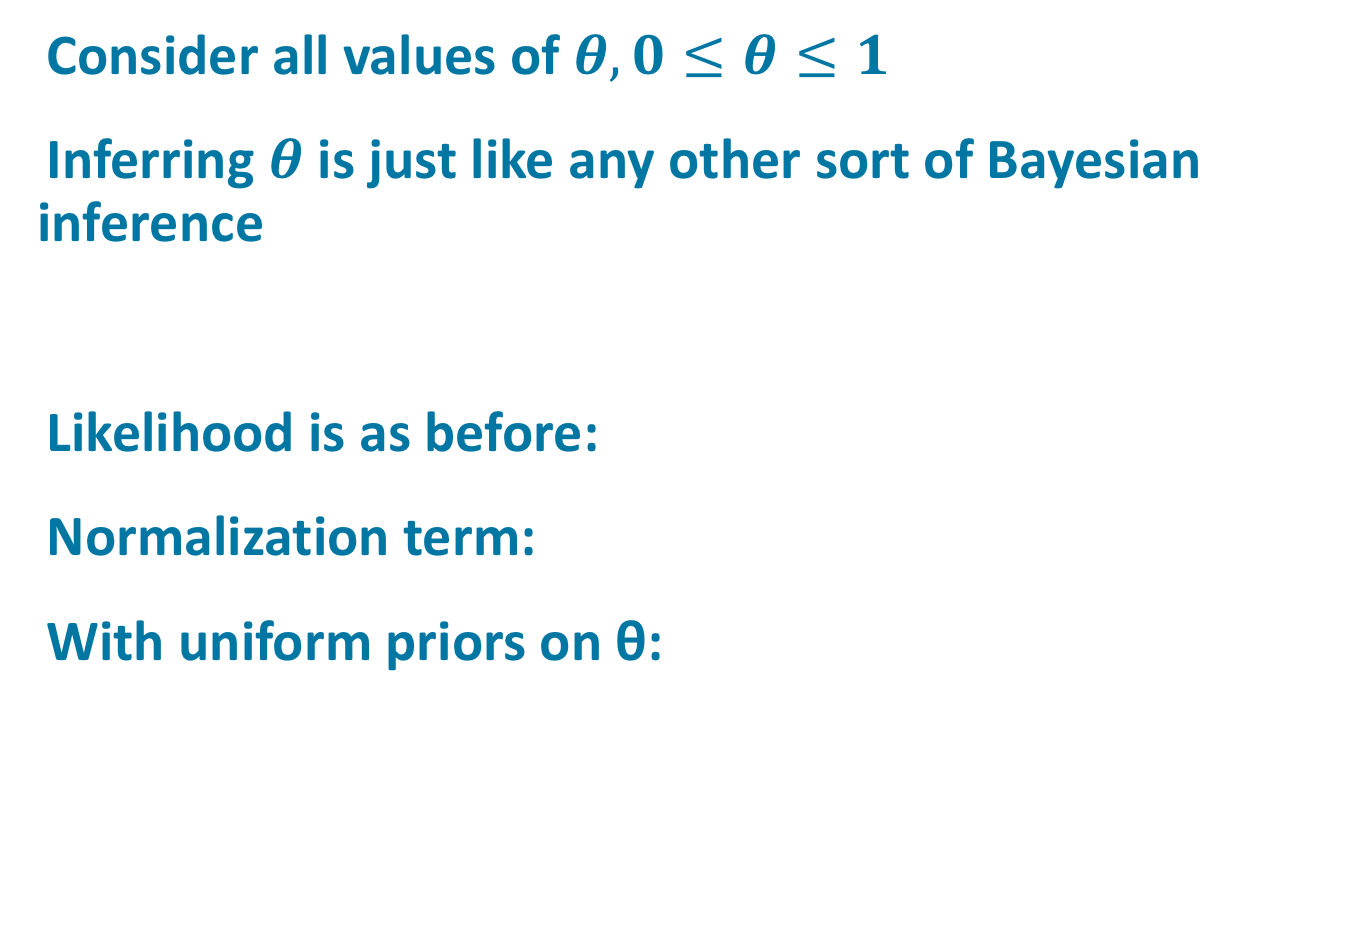 Consider all values of θ, 0 ≤ θ ≤ 1
Inferring θ is just like any other sort of Bayesian
inference
Likelihood is as before:
Normalization term:
With uniform priors on θ: